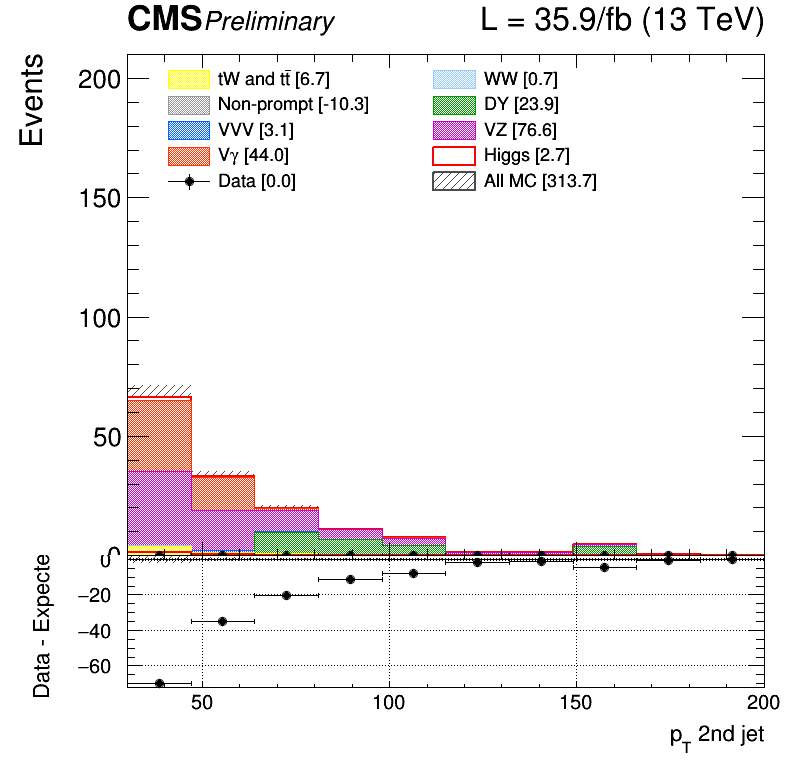 CMS Preliminary L = 35.9/fb (13 TeV)
Events
200
150
100
50
0
tW and tt̄ [6.7]
Non-prompt [-10.3]
VVV [3.1]
Vγ [44.0]
Data [0.0]
WW [0.7]
DY [23.9]
VZ [76.6]
Higgs [2.7]
All MC [313.7]
Data - Expecte
0
−20
−40
−60
50 100 150 200
pT 2nd jet